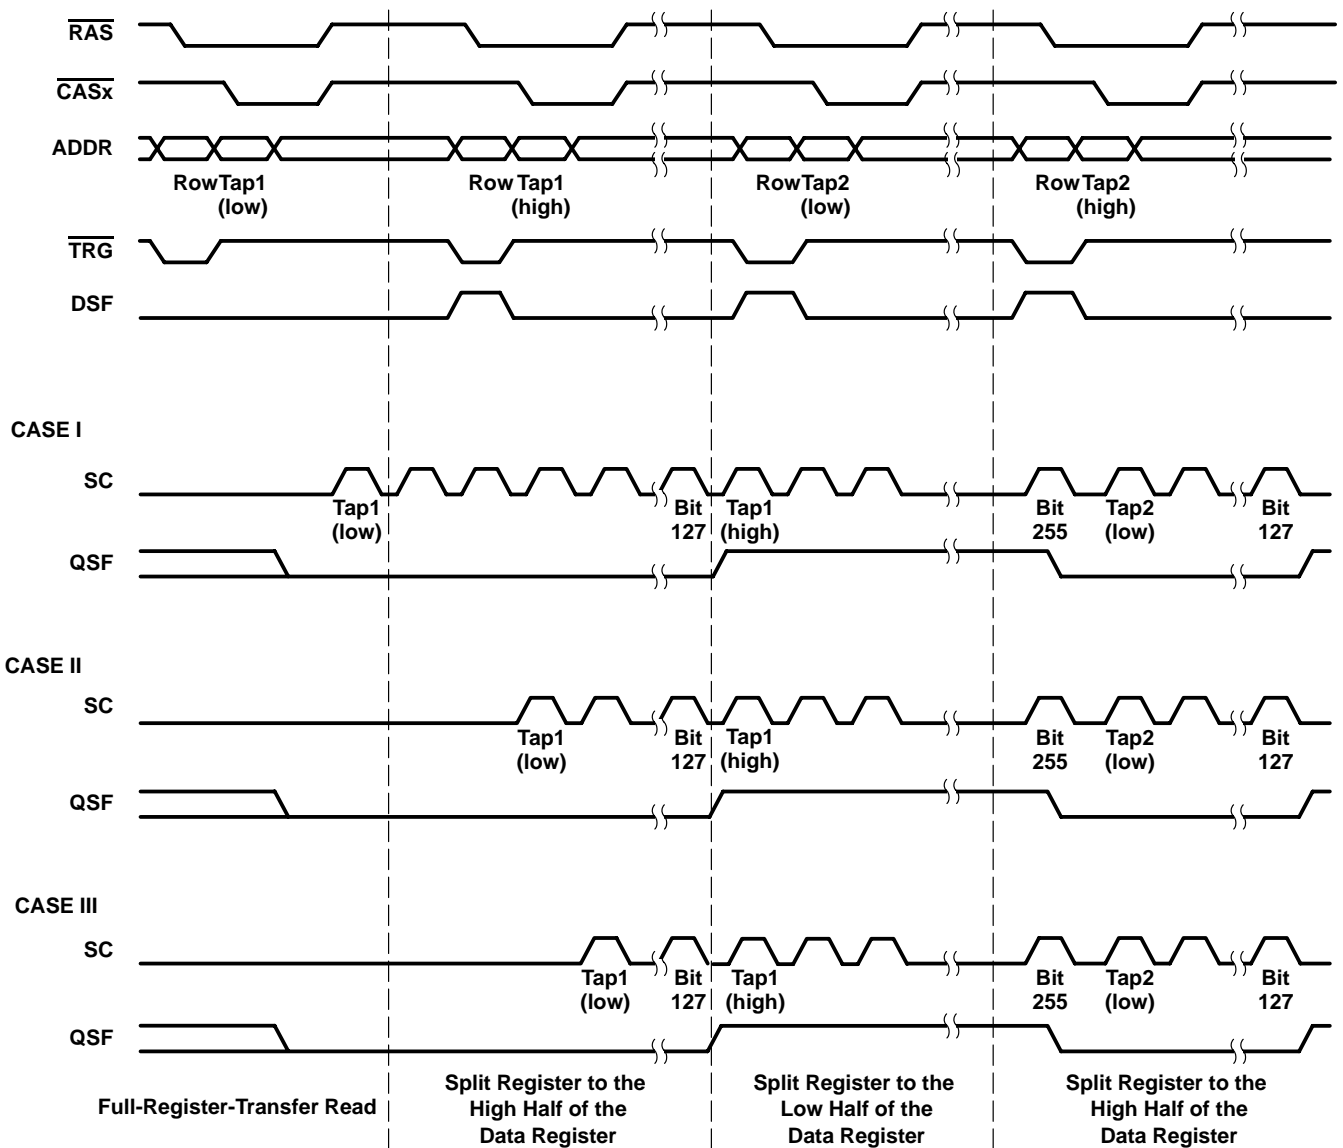 RAS
CASx
ADDR
Row Tap1 (low)
Row Tap1 (high)
Row Tap2 (low)
Row Tap2 (high)
TRG
DSF
CASE I
SC
Tap1 (low)
Bit 127
Tap1 (high)
Bit 255
Tap2 (low)
Bit 127
QSF
CASE II
SC
Tap1 (low)
Bit 127
Tap1 (high)
Bit 255
Tap2 (low)
Bit 127
QSF
CASE III
SC
Tap1 (low)
Bit 127
Tap1 (high)
Bit 255
Tap2 (low)
Bit 127
QSF
Full-Register-Transfer Read
Split Register to the
High Half of the
Data Register
Split Register to the
Low Half of the
Data Register
Split Register to the
High Half of the
Data Register